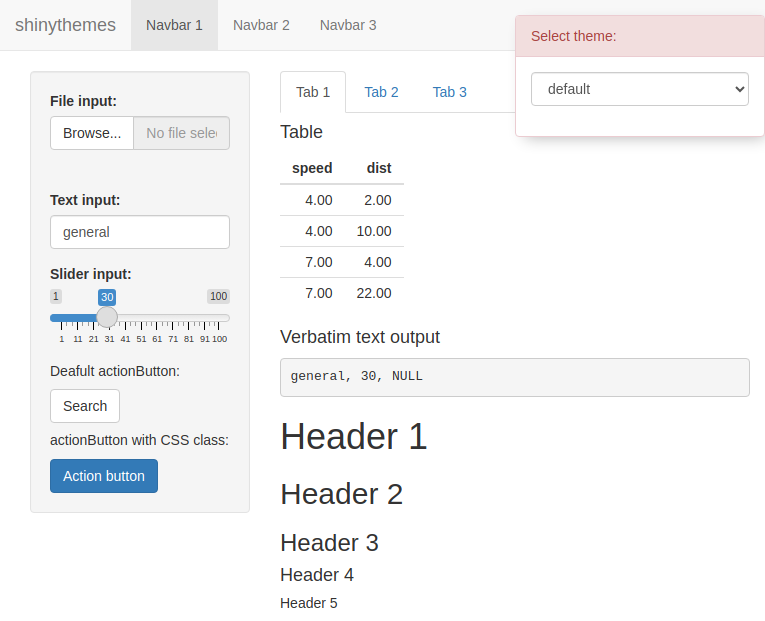 shinythemes Navbar 1 Navbar 2 Navbar 3
Select theme:
default
File input:
Browse... No file selec
Text input:
general
Slider input:
1 30 100
1 11 21 31 41 51 61 71 81 91 100
Deafult actionButton:
Search
actionButton with CSS class:
Action button
Tab 1 Tab 2 Tab 3
Table
speed dist
4.00 2.00
4.00 10.00
7.00 4.00
7.00 22.00
Verbatim text output
general, 30, NULL
Header 1
Header 2
Header 3
Header 4
Header 5